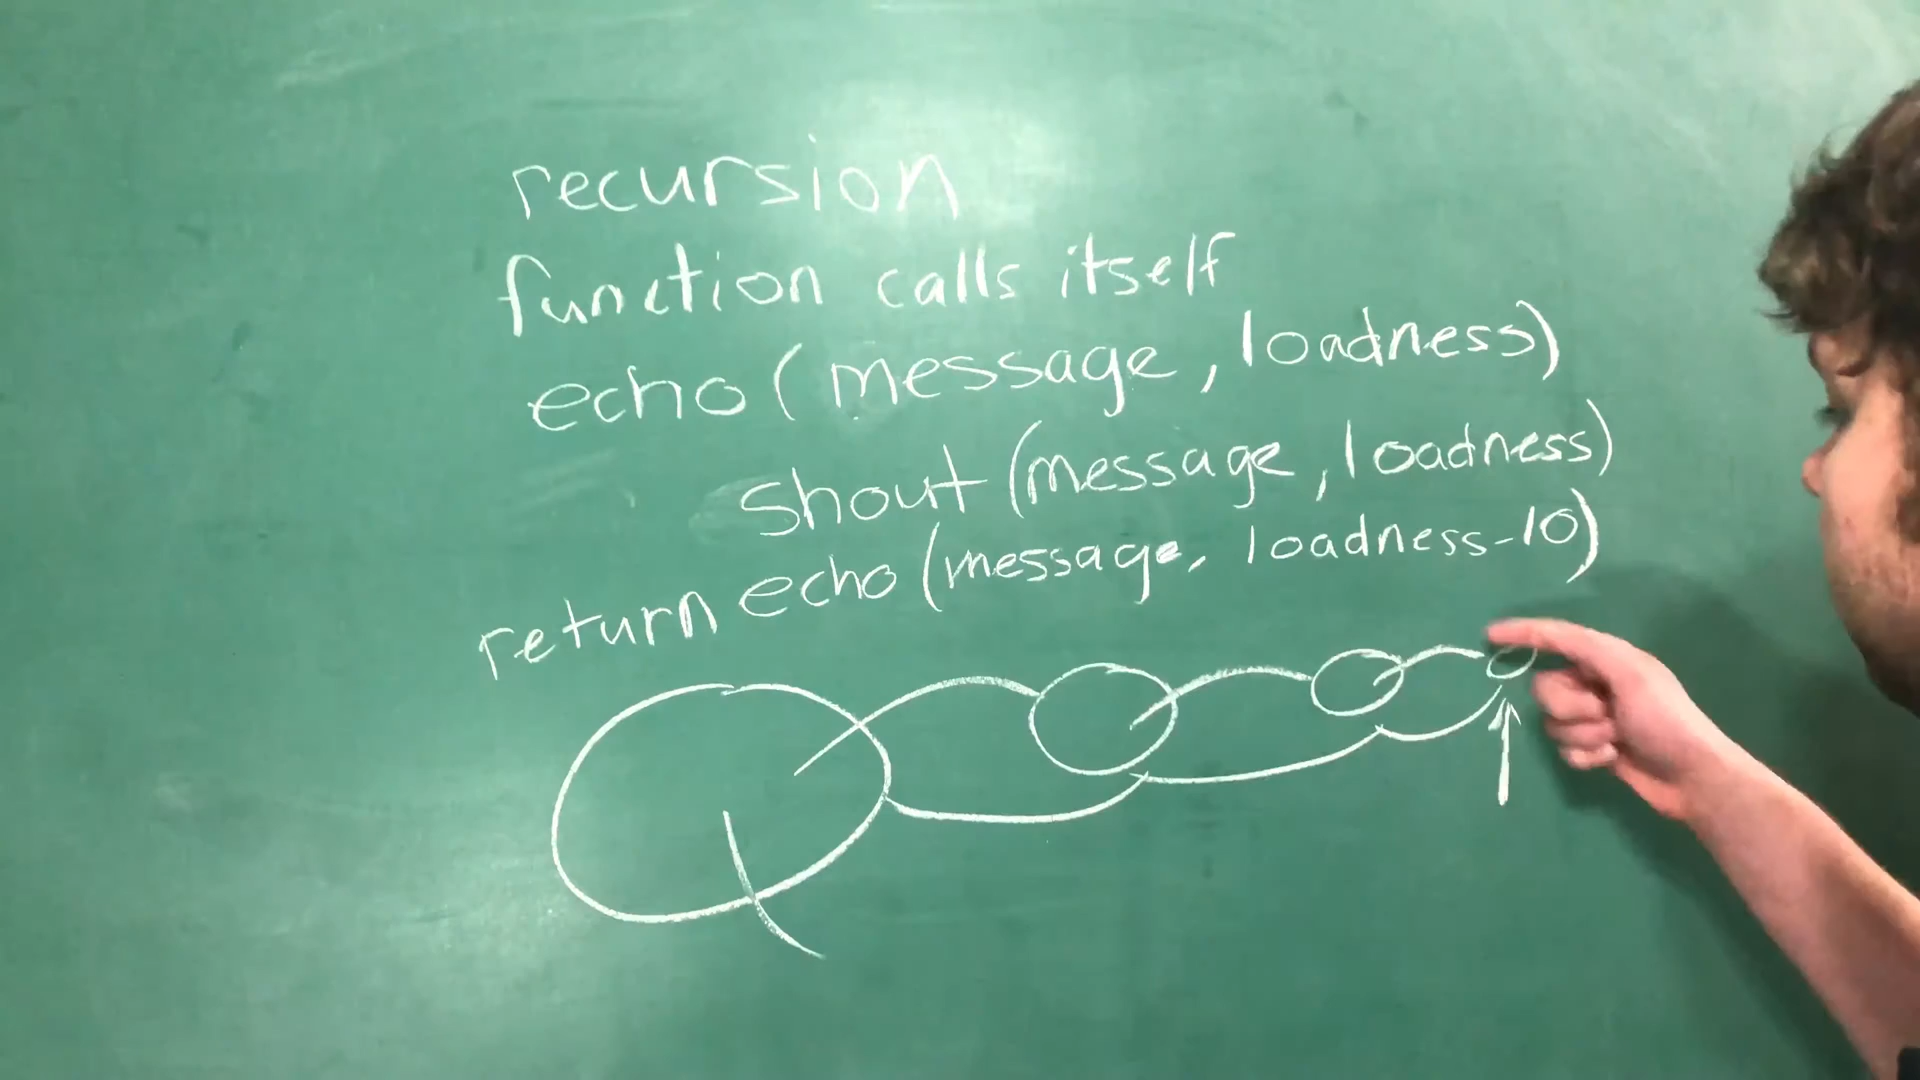 recursion
function calls itself
echo (message, loadness)
shout (message, loadness)
return echo (message, loadness-10)